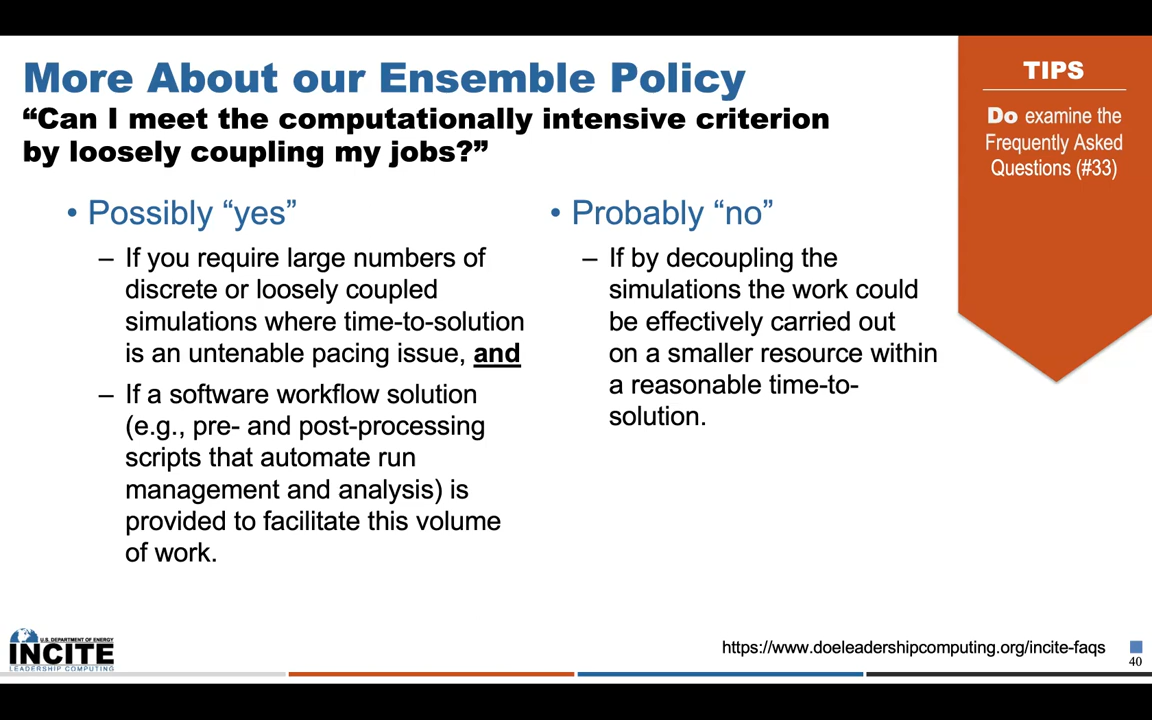 More About our Ensemble Policy
“Can I meet the computationally intensive criterion
by loosely coupling my jobs?”
• Possibly “yes”
– If you require large numbers of
discrete or loosely coupled
simulations where time-to-solution
is an untenable pacing issue, and
– If a software workflow solution
(e.g., pre- and post-processing
scripts that automate run
management and analysis) is
provided to facilitate this volume
of work.
• Probably “no”
– If by decoupling the
simulations the work could
be effectively carried out
on a smaller resource within
a reasonable time-to-
solution.
TIPS
Do examine the
Frequently Asked
Questions (#33)
U.S. DEPARTMENT OF ENERGY
INCITE
LEADERSHIP COMPUTING
https://www.doeleadershipcomputing.org/incite-faqs
40